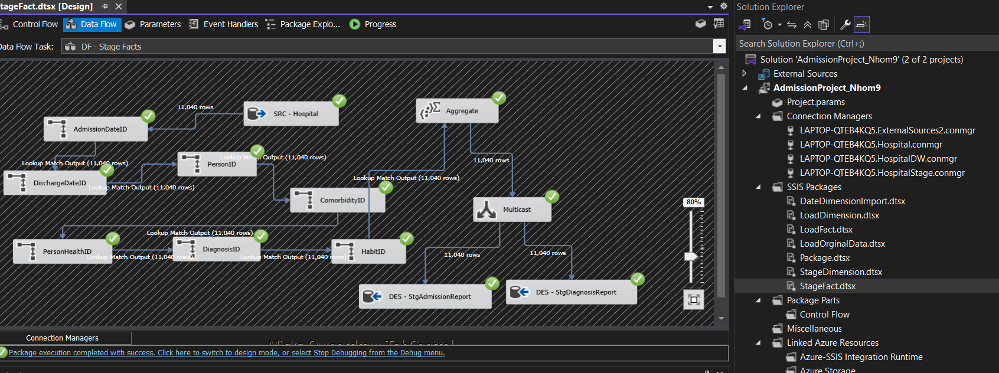 tageFact.dtsx [Design]
Control Flow
Data Flow
Parameters
Event Handlers
Package Explo...
Progress
Data Flow Task:
DF - Stage Facts
11,040 rows
SRC - Hospital
Aggregate
AdmissionDateID
Lookup Match Output (11,040 rows)
Lookup Match Output (11,040 rows)
PersonID
11,040 rows
DischargeDateID
Lookup Match Output (11,040 rows)
Lookup Match Output (11,040 rows)
ComorbidityID
80%
Multicast
Lookup Match Output (11,040 rows)
PersonHealthID
DiagnosisID
HabitID
Lookup Match Output (11,040 rows)
Lookup Match Output (11,040 rows)
11,040 rows
11,040 rows
DES - StgAdmissionReport
DES - StgDiagnosisReport
Connection Managers
Package execution completed with success. Click here to switch to design mode, or select Stop Debugging from the Debug menu.
Solution Explorer
Search Solution Explorer (Ctrl+;)
Solution 'AdmissionProject_Nhom9' (2 of 2 projects)
External Sources
AdmissionProject_Nhom9
Project.params
Connection Managers
LAPTOP-QTEB4KQ5.ExternalSources2.conmgr
LAPTOP-QTEB4KQ5.Hospital.conmgr
LAPTOP-QTEB4KQ5.HospitalDW.conmgr
LAPTOP-QTEB4KQ5.HospitalStage.conmgr
SSIS Packages
DateDimensionImport.dtsx
LoadDimension.dtsx
LoadFact.dtsx
LoadOrginalData.dtsx
Package.dtsx
StageDimension.dtsx
StageFact.dtsx
Package Parts
Control Flow
Miscellaneous
Linked Azure Resources
Azure-SSIS Integration Runtime
Azure Storage